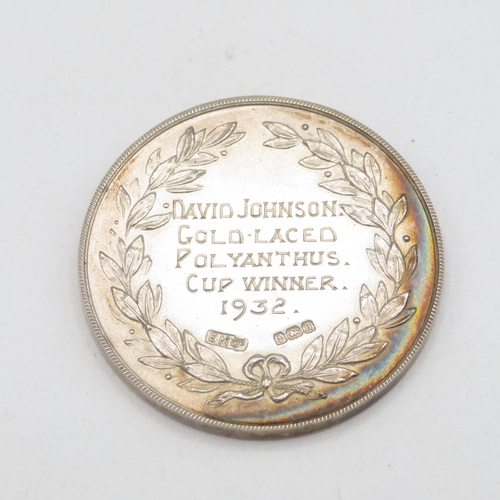 DAVID JOHNSON.
GOLD·LACED
POLYANTHUS.
CUP WINNER.
1932.